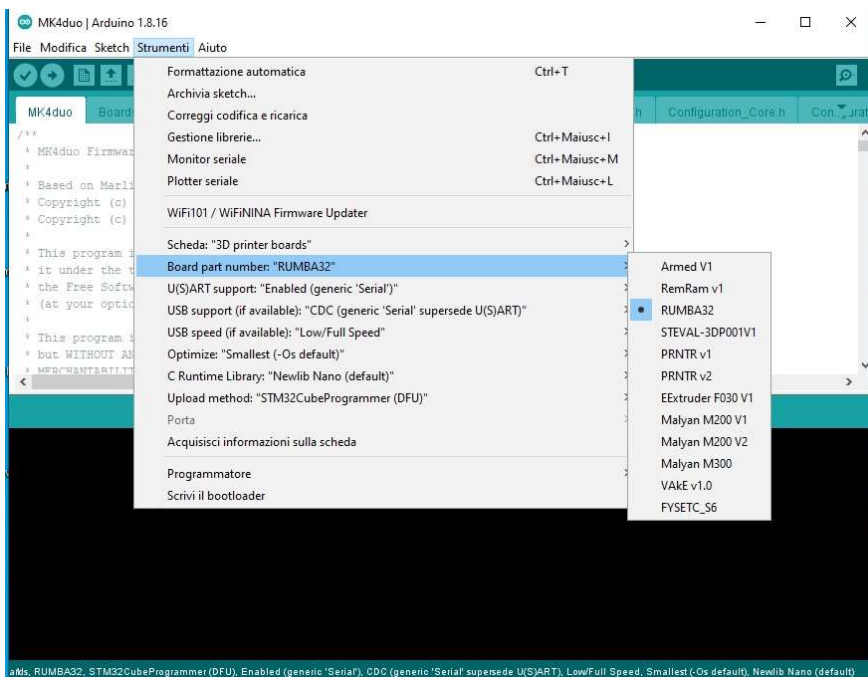 MK4duo | Arduino 1.8.16
File Modifica Sketch Strumenti Aiuto
MK4duo Boards h Configuration_Core.h Con
/**
* MK4duo Firmwar
*
* Based on Marli
* Copyright (c)
* Copyright (c)
*
* This program i
* it under the t
* the Free Softw
* (at your optio
*
* This program i
* but WITHOUT AN
* MERCHANTABILIT
Formattazione automatica Ctrl+T
Archivia sketch...
Correggi codifica e ricarica
Gestione librerie... Ctrl+Maiusc+I
Monitor seriale Ctrl+Maiusc+M
Plotter seriale Ctrl+Maiusc+L
WiFi101 / WiFiNINA Firmware Updater
Scheda: "3D printer boards"
Board part number: "RUMBA32"
U(S)ART support: "Enabled (generic 'Serial')"
USB support (if available): "CDC (generic 'Serial' supersede U(S)ART)"
USB speed (if available): "Low/Full Speed"
Optimize: "Smallest (-Os default)"
C Runtime Library: "Newlib Nano (default)"
Upload method: "STM32CubeProgrammer (DFU)"
Porta
Acquisisci informazioni sulla scheda
Programmatore
Scrivi il bootloader
Armed V1
RemRam v1
RUMBA32
STEVAL-3DP001V1
PRNTR v1
PRNTR v2
EExtruder F030 V1
Malyan M200 V1
Malyan M200 V2
Malyan M300
VAkE v1.0
FYSETC_S6
RUMBA32, STM32CubeProgrammer (DFU), Enabled (generic 'Serial'), CDC (generic 'Serial' supersede U(S)ART), Low/Full Speed, Smallest (-Os default), Newlib Nano (default)